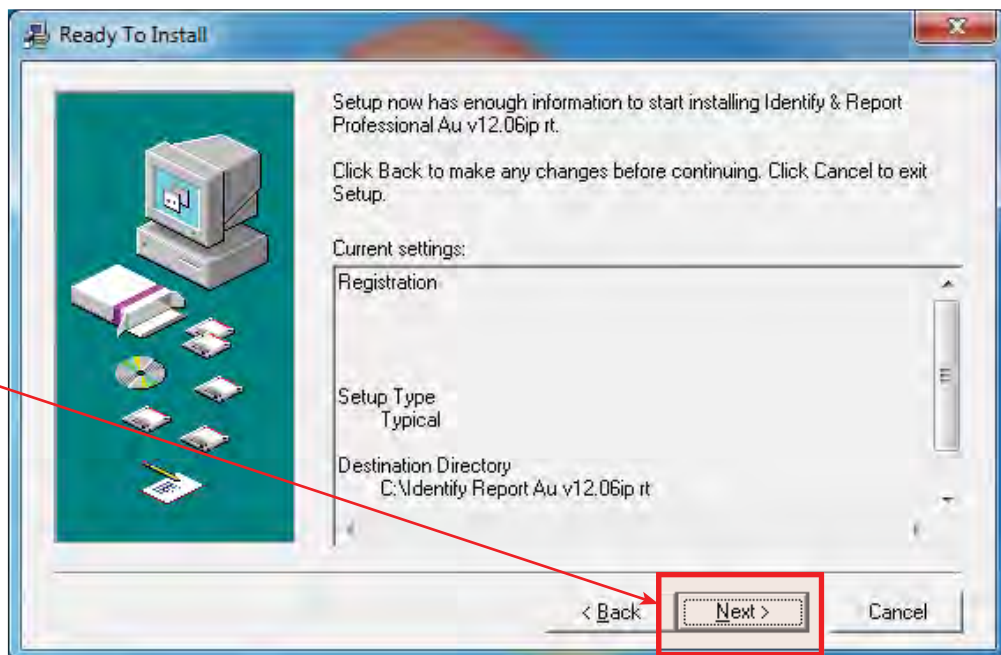 Ready To Install
Setup now has enough information to start installing Identify & Report
Professional Au v12.06ip rt.
Click Back to make any changes before continuing. Click Cancel to exit
Setup.
Current settings:
Registration
Setup Type
Typical
Destination Directory
C:\Identify Report Au v12.06ip rt
< Back
Next >
Cancel